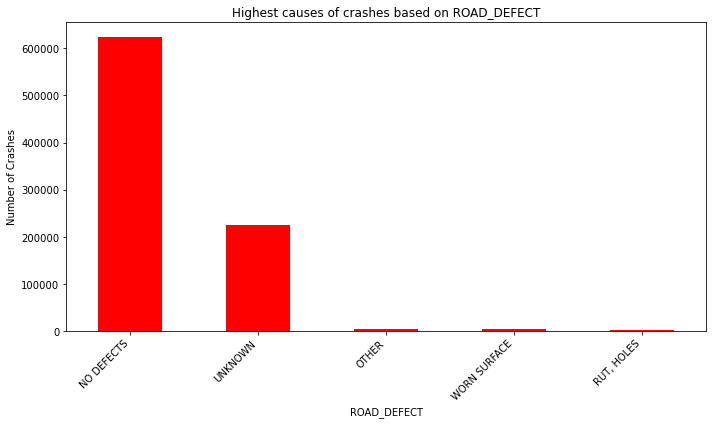 Highest causes of crashes based on ROAD_DEFECT
Number of Crashes
600000
500000
400000
300000
200000
100000
0
NO DEFECTS
UNKNOWN
OTHER
WORN SURFACE
RUT, HOLES
ROAD_DEFECT